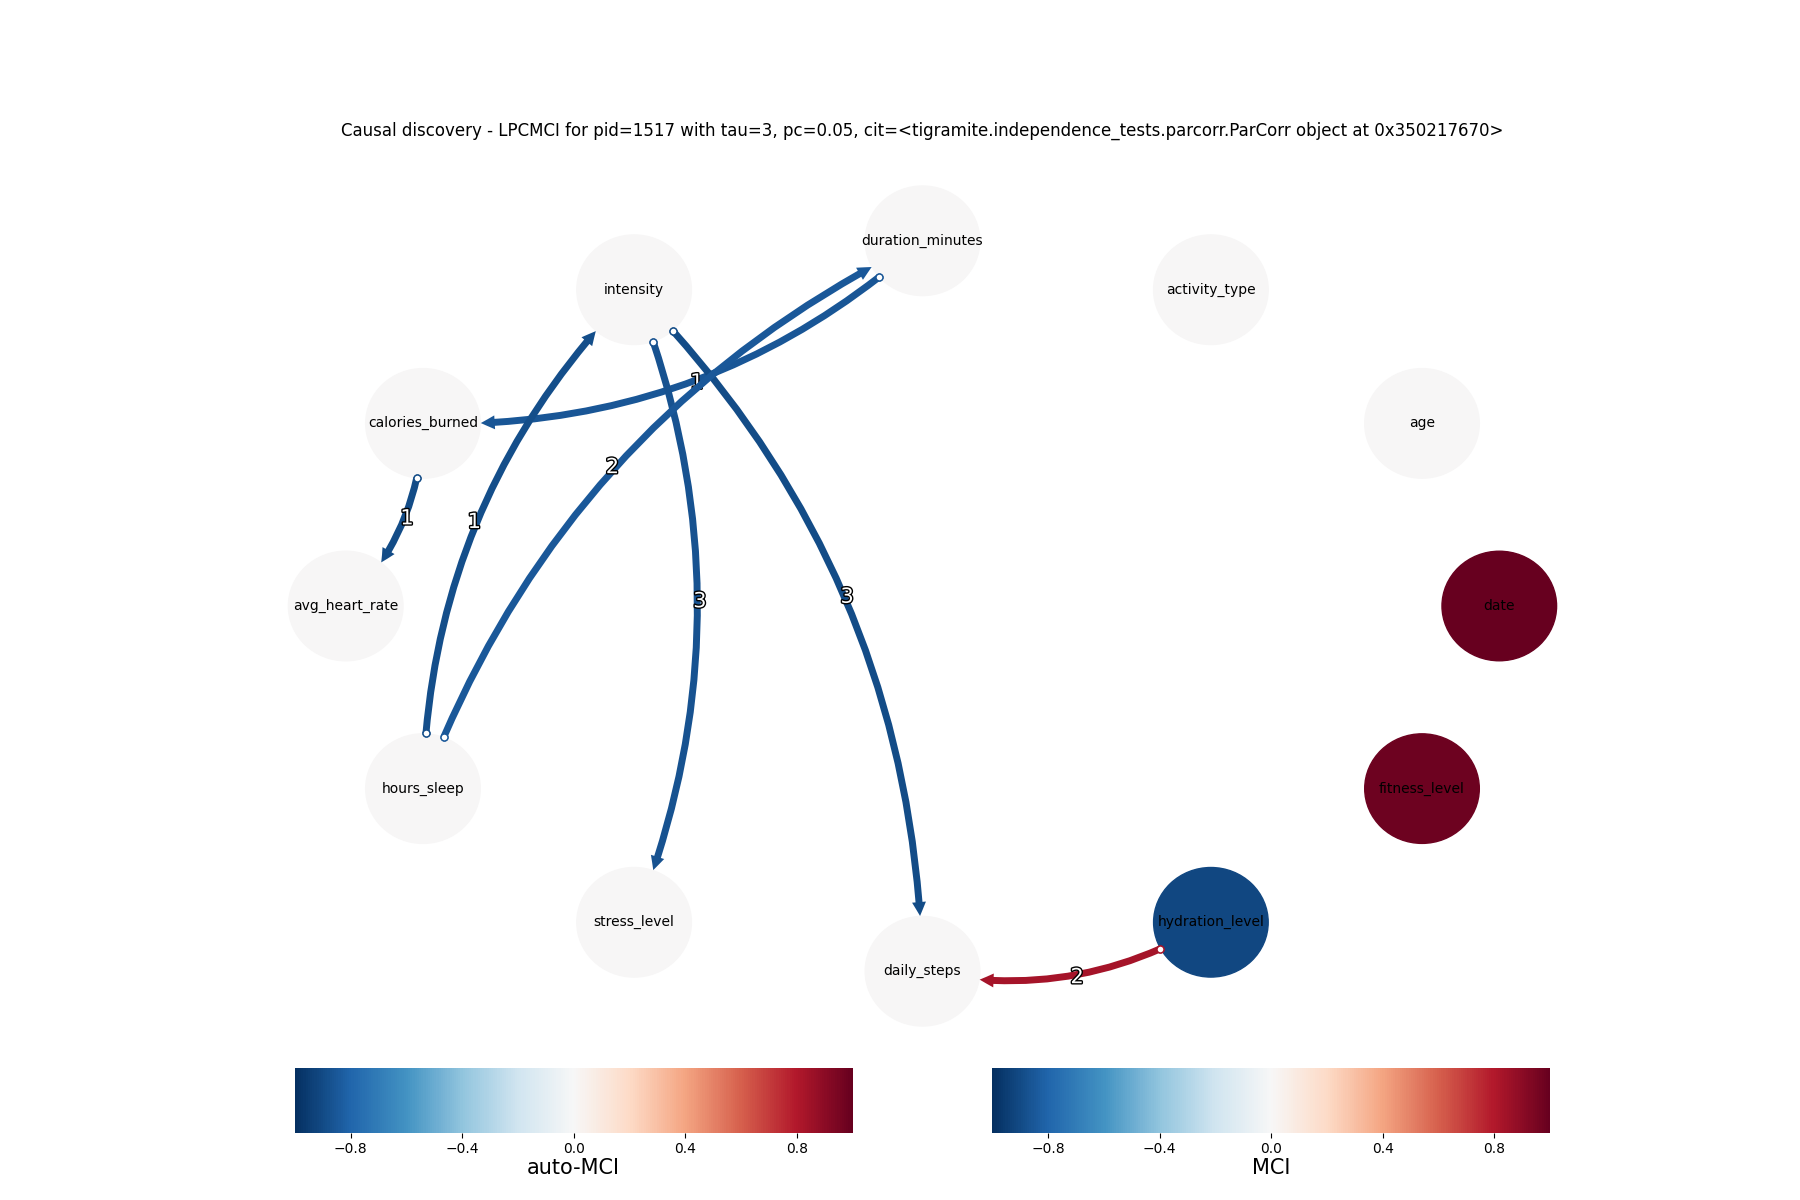 Causal discovery - LPCMCI for pid=1517 with tau=3, pc=0.05, cit=<tigramite.independence_tests.parcorr.ParCorr object at 0x350217670>
duration_minutes
intensity
activity_type
1
calories_burned
age
2
1
1
3
3
avg_heart_rate
date
hours_sleep
fitness_level
stress_level
hydration_level
daily_steps
2
−0.8 −0.4 0.0 0.4 0.8
auto-MCI
−0.8 −0.4 0.0 0.4 0.8
MCI